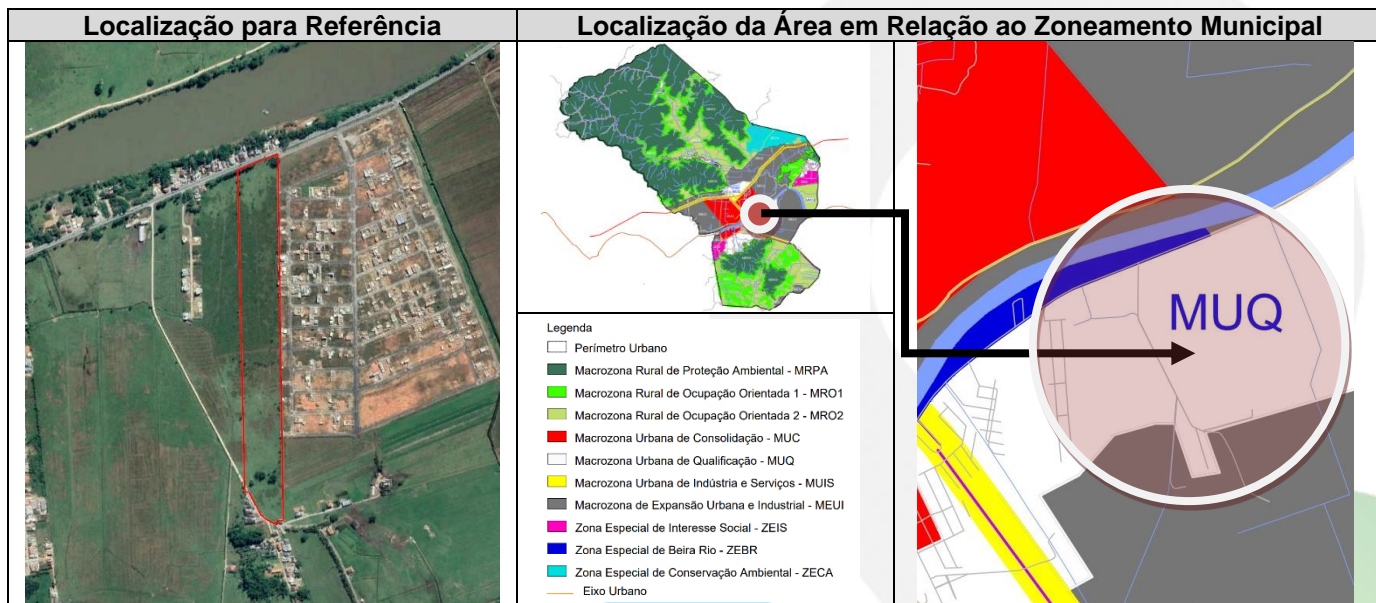 Localização para Referência
Localização da Área em Relação ao Zoneamento Municipal
Legenda
Perímetro Urbano
Macrozona Rural de Proteção Ambiental - MRPA
Macrozona Rural de Ocupação Orientada 1 - MRO1
Macrozona Rural de Ocupação Orientada 2 - MRO2
Macrozona Urbana de Consolidação - MUC
Macrozona Urbana de Qualificação - MUQ
Macrozona Urbana de Indústria e Serviços - MUIS
Macrozona de Expansão Urbana e Industrial - MEUI
Zona Especial de Interesse Social - ZEIS
Zona Especial de Beira Rio - ZEBR
Zona Especial de Conservação Ambiental - ZECA
Eixo Urbano
MUQ